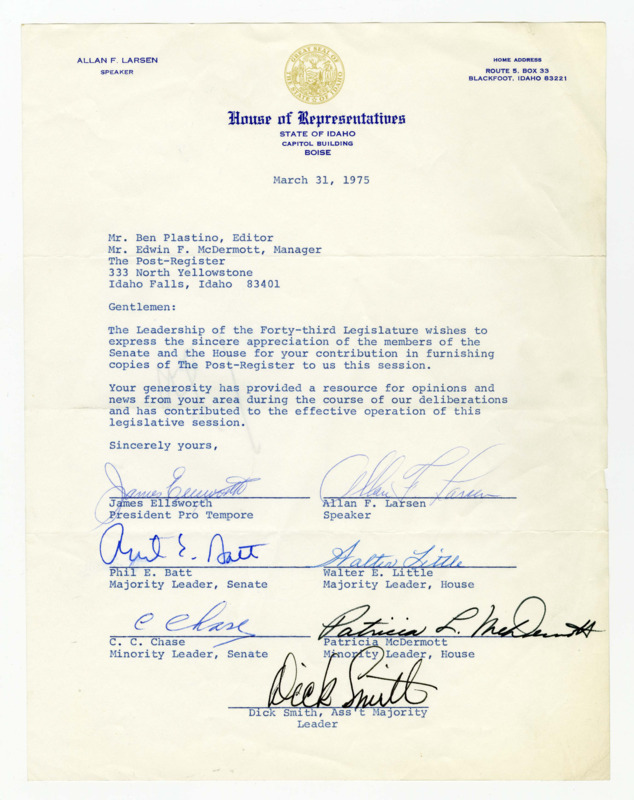 ALLAN F. LARSEN
SPEAKER
GREAT SEAL OF THE STATE OF IDAHO
HOME ADDRESS
ROUTE 5, BOX 33
BLACKFOOT, IDAHO 83221
House of Representatives
STATE OF IDAHO
CAPITOL BUILDING
BOISE
March 31, 1975
Mr. Ben Plastino, Editor
Mr. Edwin F. McDermott, Manager
The Post-Register
333 North Yellowstone
Idaho Falls, Idaho 83401
Gentlemen:
The Leadership of the Forty-third Legislature wishes to
express the sincere appreciation of the members of the
Senate and the House for your contribution in furnishing
copies of The Post-Register to us this session.
Your generosity has provided a resource for opinions and
news from your area during the course of our deliberations
and has contributed to the effective operation of this
legislative session.
Sincerely yours,
James Ellsworth Allan F. Larsen
James Ellsworth Allan F. Larsen
President Pro Tempore Speaker
Phil E. Batt Walter Little
Phil E. Batt Walter E. Little
Majority Leader, Senate Majority Leader, House
C Chase Patricia L. McDermott
C. C. Chase Patricia McDermott
Minority Leader, Senate Minority Leader, House
Dick Smith
Dick Smith, Ass't Majority
Leader